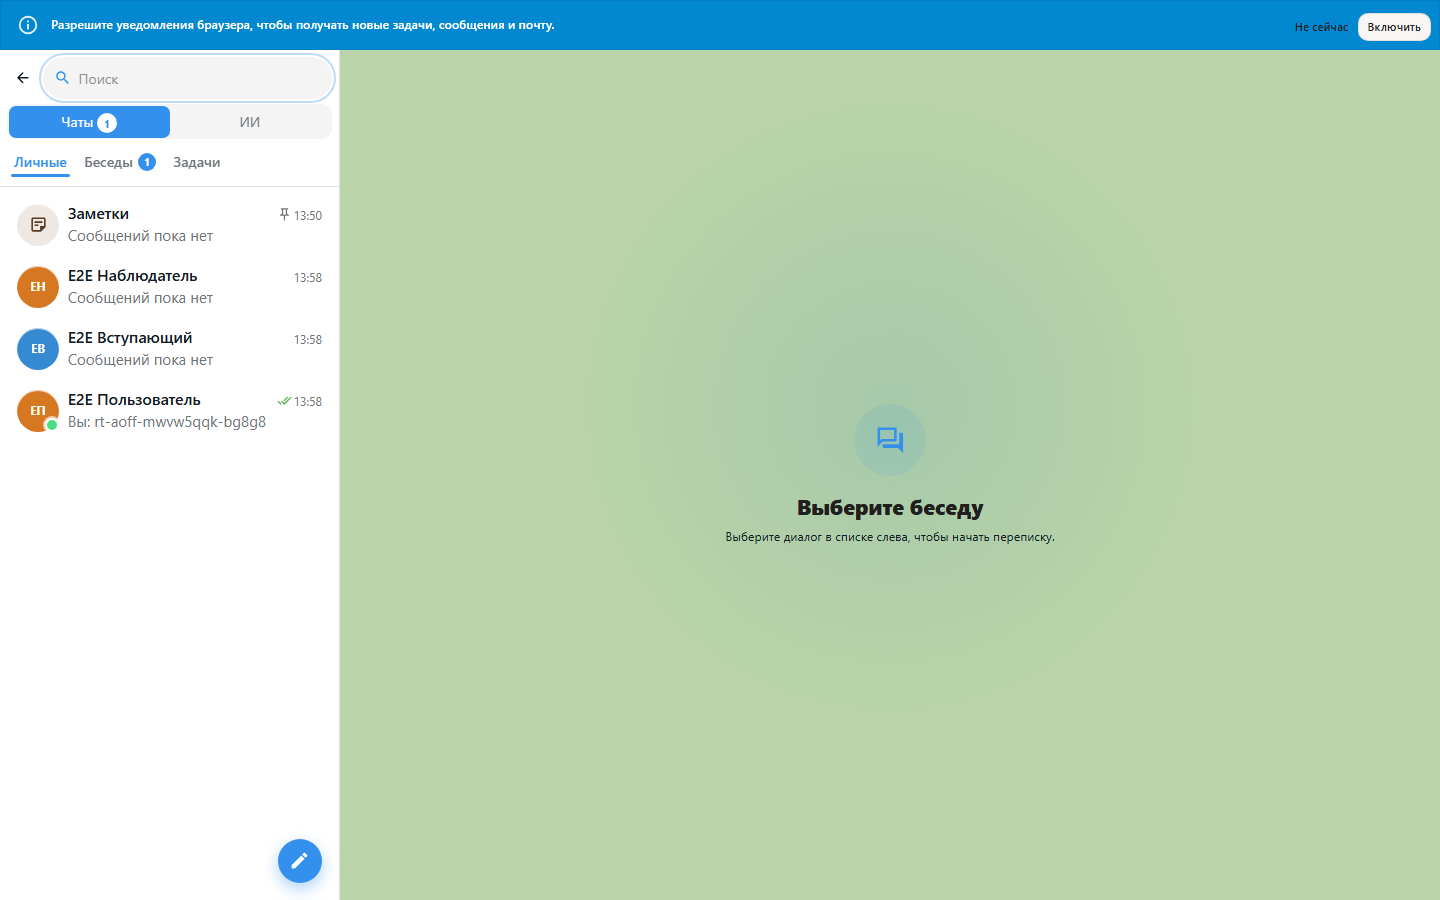 Разрешите уведомления браузера, чтобы получать новые задачи, сообщения и почту.
Не сейчас
Включить
Поиск
Чаты 1
ИИ
Личные
Беседы 1
Задачи
Заметки
13:50
Сообщений пока нет
ЕН
E2E Наблюдатель
13:58
Сообщений пока нет
ЕВ
E2E Вступающий
13:58
Сообщений пока нет
ЕП
E2E Пользователь
13:58
Вы: rt-aoff-mwvw5qqk-bg8g8
Выберите беседу
Выберите диалог в списке слева, чтобы начать переписку.